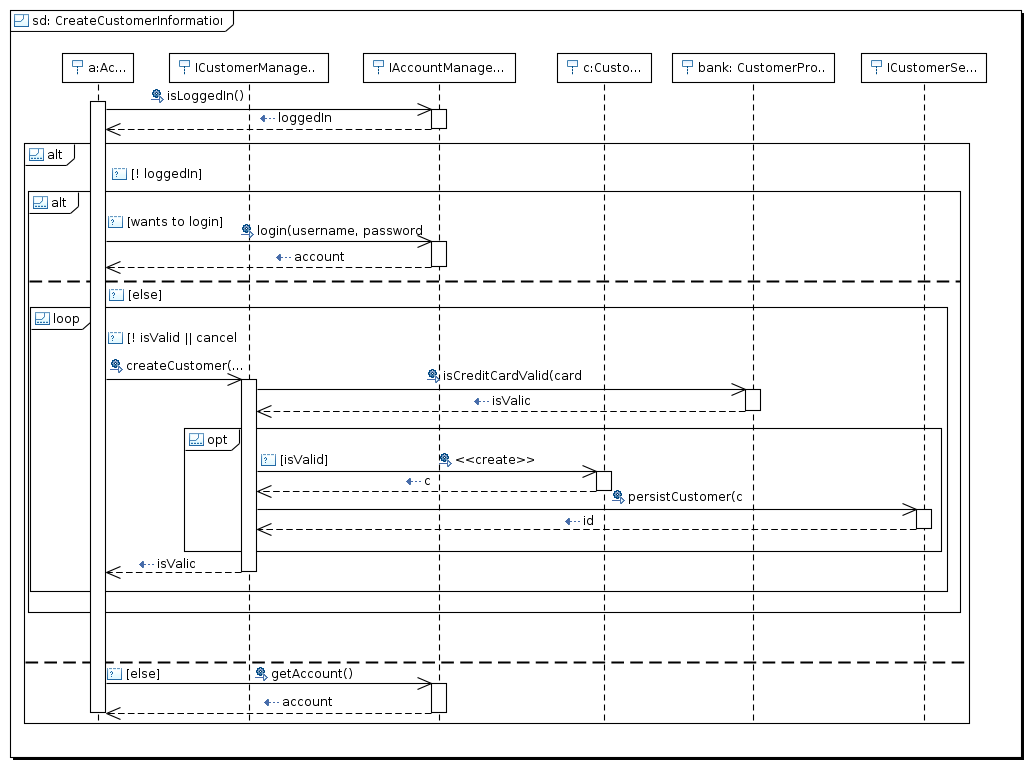 sd: CreateCustomerInformation
a:Ac...
ICustomerManage..
IAccountManage...
c:Custo...
bank: CustomerPro..
ICustomerSe...
isLoggedIn()
loggedIn
alt
[! loggedIn]
alt
[wants to login]
login(username, password
account
[else]
loop
[! isValid || cancel
createCustomer(...
isCreditCardValid(card
isValic
opt
[isValid]
<<create>>
c
persistCustomer(c
id
isValic
[else]
getAccount()
account